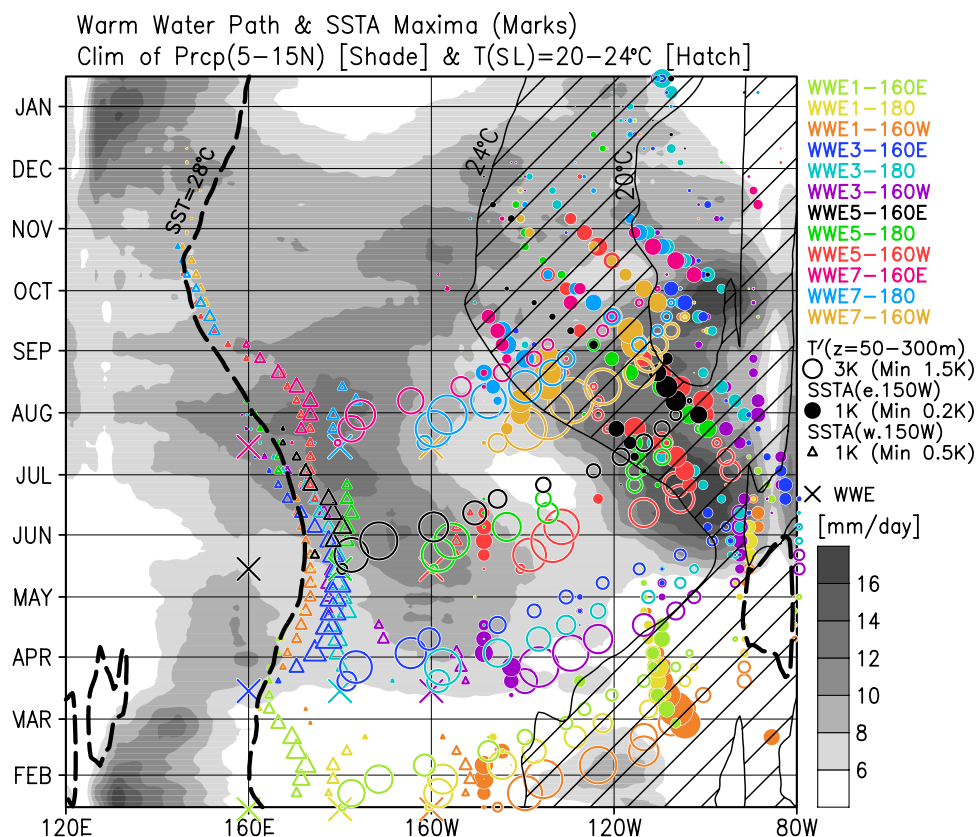 Warm Water Path & SSTA Maxima (Marks)
Clim of Prcp(5-15N) [Shade] & T(SL)=20-24°C [Hatch]
JAN
DEC
NOV
OCT
SEP
AUG
JUL
JUN
MAY
APR
MAR
FEB
120E
160E
160W
120W
80W
SST=28°C
24°C
20°C
WWE1-160E
WWE1-180
WWE1-160W
WWE3-160E
WWE3-180
WWE3-160W
WWE5-160E
WWE5-180
WWE5-160W
WWE7-160E
WWE7-180
WWE7-160W
T'(z=50-300m)
3K (Min 1.5K)
SSTA(e.150W)
1K (Min 0.2K)
SSTA(w.150W)
1K (Min 0.5K)
WWE
[mm/day]
16
14
12
10
8
6